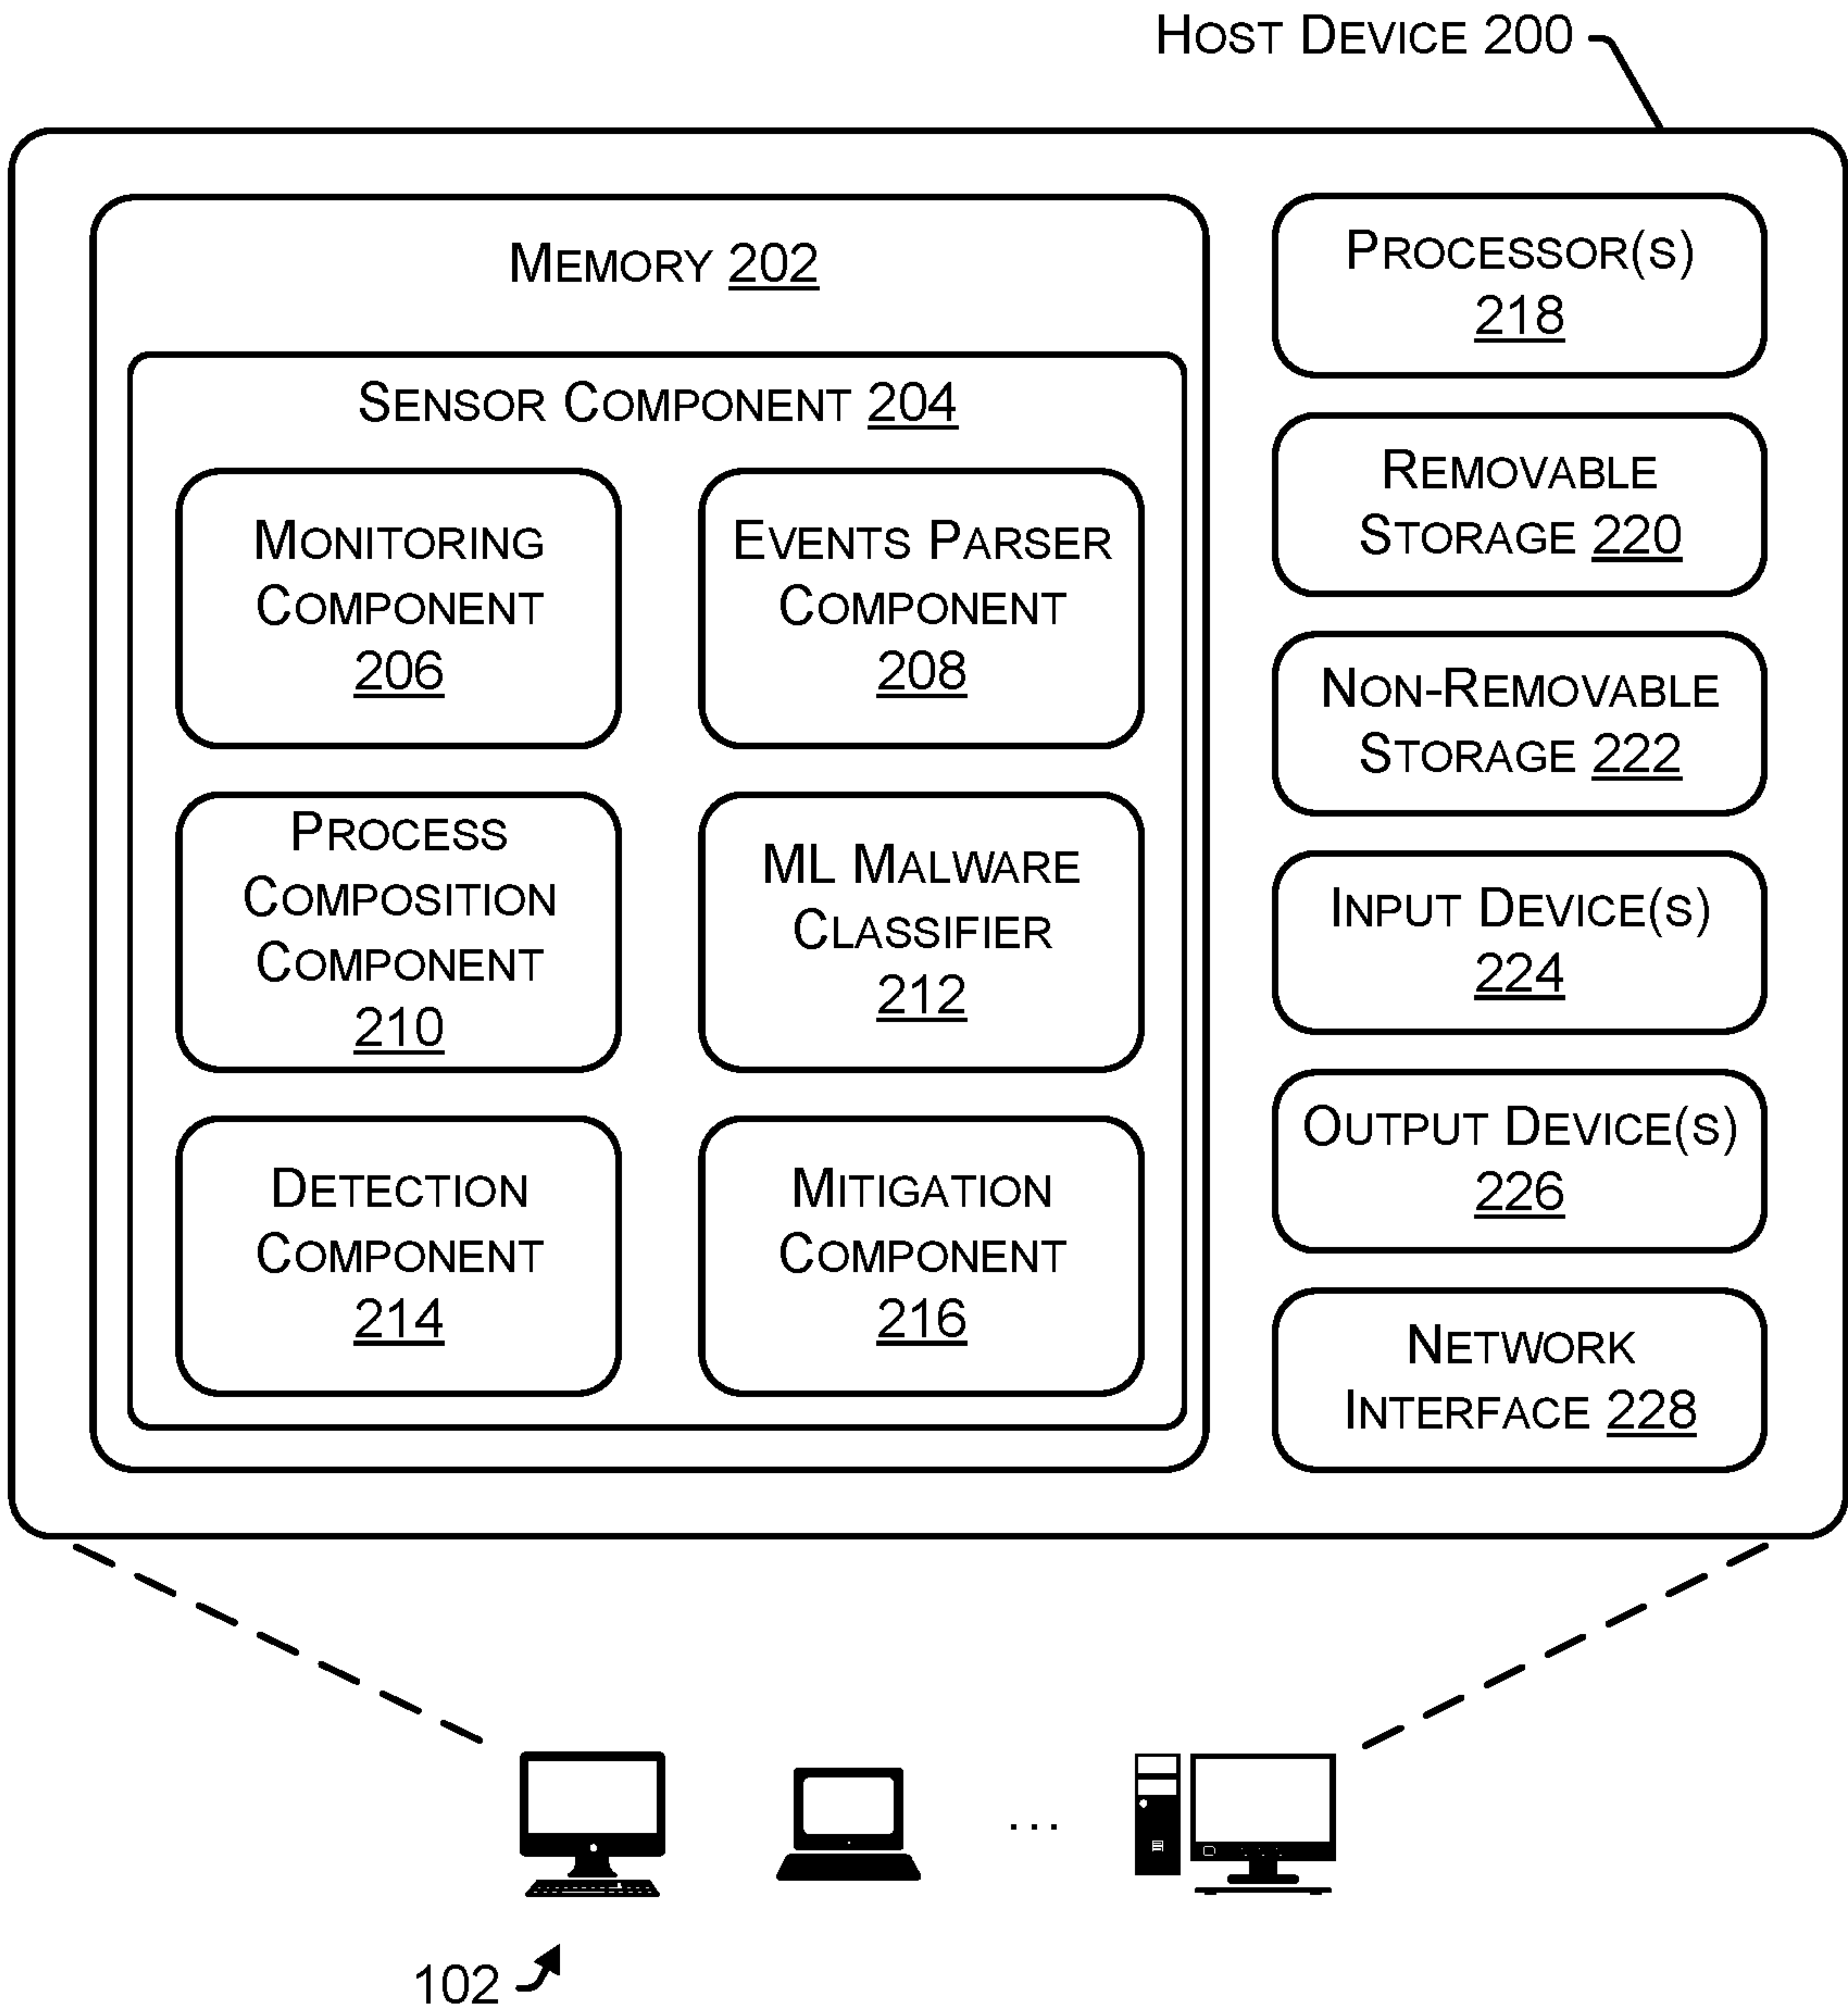 HOST DEVICE 200
MEMORY 202
SENSOR COMPONENT 204
MONITORING
COMPONENT
206
EVENTS PARSER
COMPONENT
208
PROCESS
COMPOSITION
COMPONENT
210
ML MALWARE
CLASSIFIER
212
DETECTION
COMPONENT
214
MITIGATION
COMPONENT
216
PROCESSOR(S)
218
REMOVABLE
STORAGE 220
NON-REMOVABLE
STORAGE 222
INPUT DEVICE(S)
224
OUTPUT DEVICE(S)
226
NETWORK
INTERFACE 228
...
102